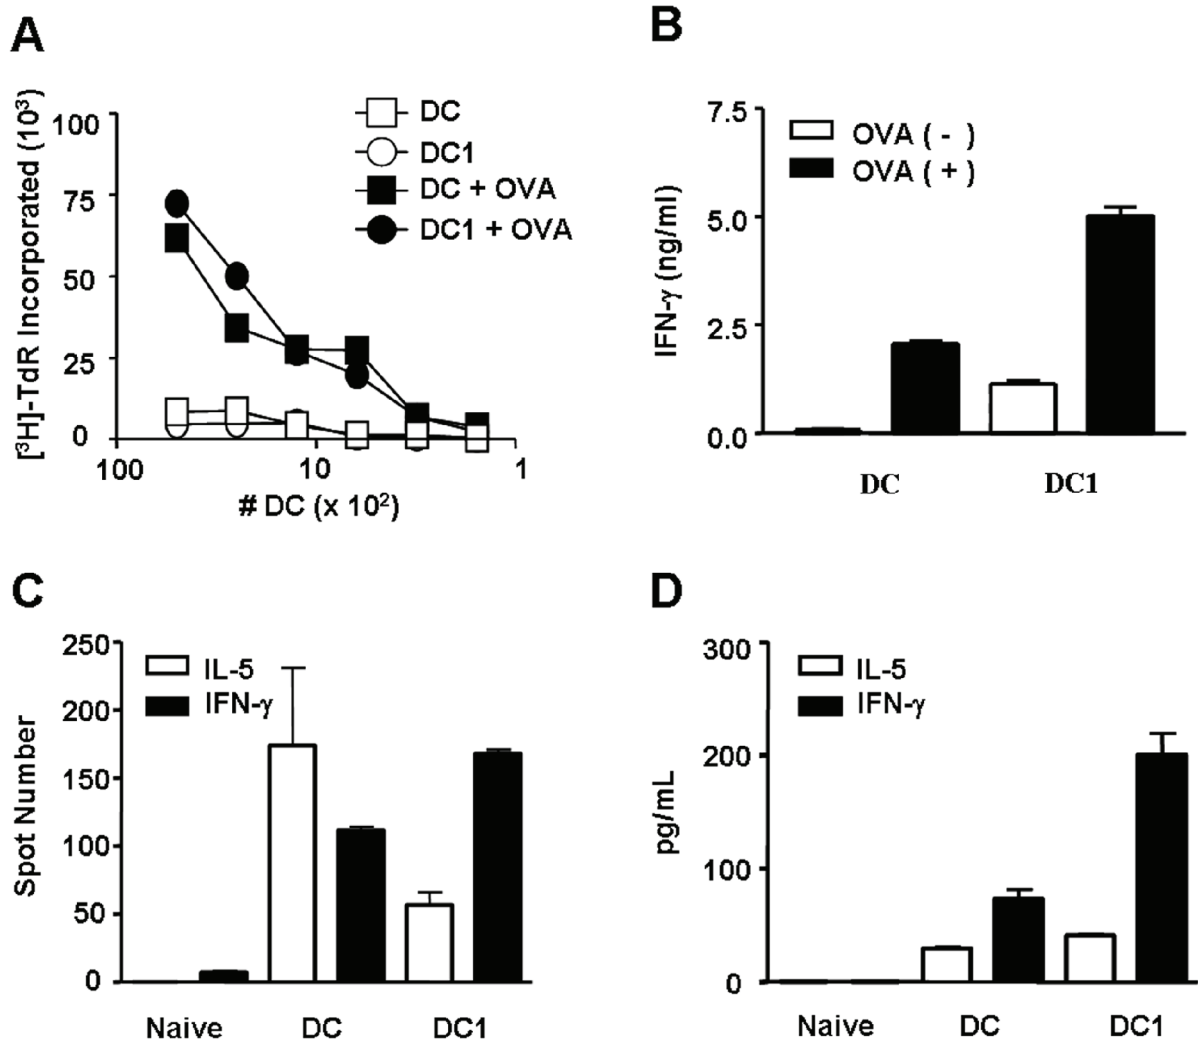 A
[³H]-TdR Incorporated (10³)
100
75
50
25
0
100 10 1
# DC (x 10²)
DC
DC1
DC + OVA
DC1 + OVA
B
IFN-γ (ng/ml)
7.5
5.0
2.5
0.0
OVA ( - )
OVA ( + )
DC DC1
C
Spot Number
250
200
150
100
50
0
IL-5
IFN-γ
Naive DC DC1
D
pg/mL
300
200
100
0
IL-5
IFN-γ
Naive DC DC1